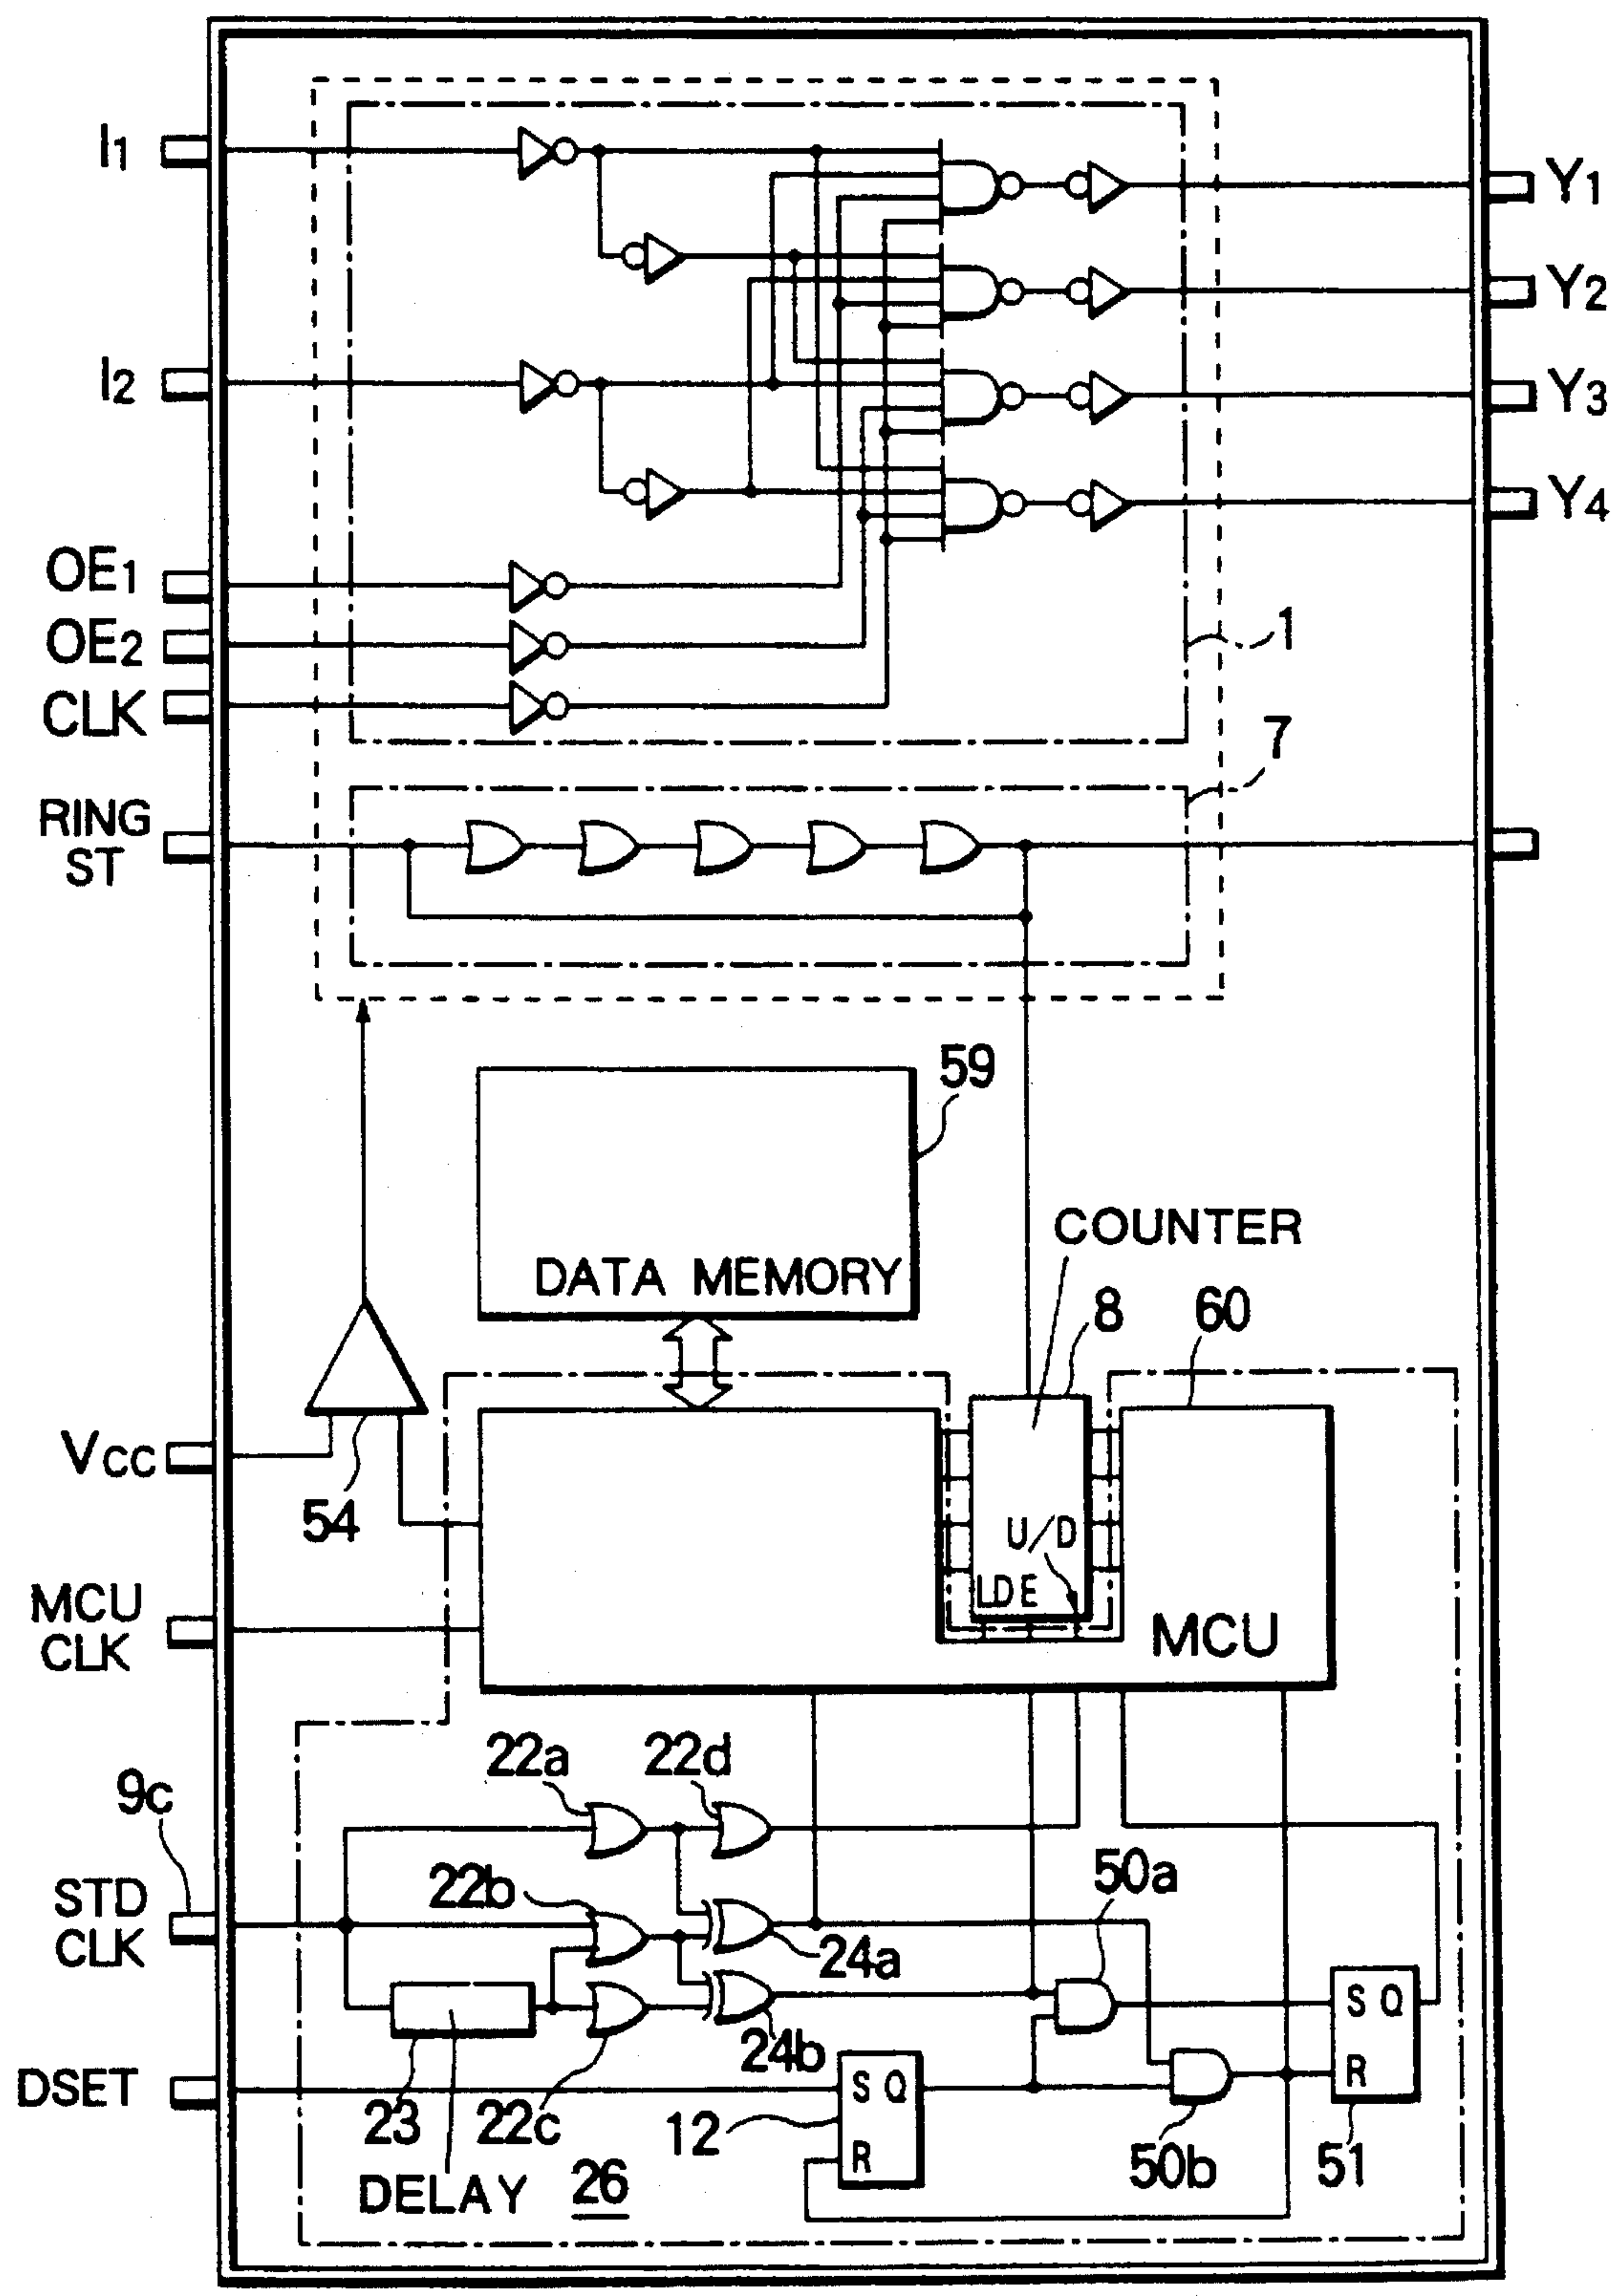 I1
Y1
Y2
I2
Y3
Y4
OE1
OE2
1
CLK
7
RING
ST
59
DATA MEMORY
COUNTER
8
60
VCC
54
U/D
LDE
MCU
CLK
MCU
22a
22d
9c
22b
50a
STD
CLK
24a
S Q
24b
R
DSET
S Q
23
22c
12
R
50b
51
DELAY
26